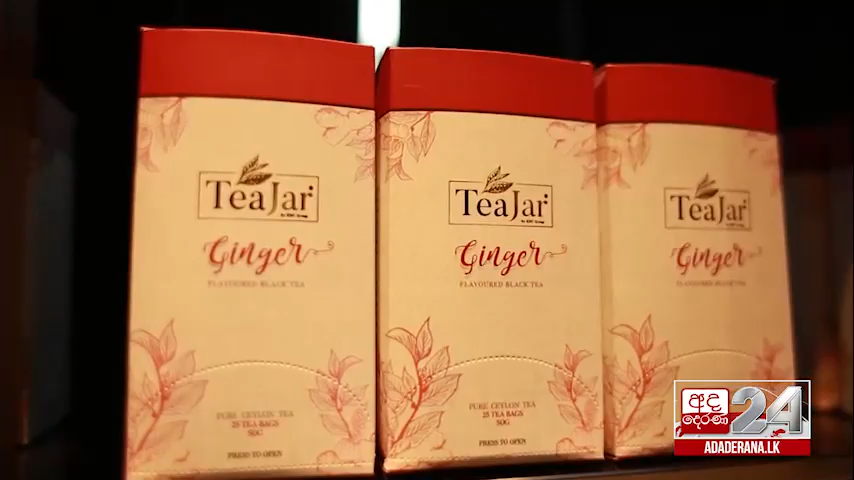 TeaJar
Ginger
FLAVOURED BLACK TEA
PURE CEYLON TEA
25 TEA BAGS
50G
PRESS TO OPEN
TeaJar
Ginger
FLAVOURED BLACK TEA
PURE CEYLON TEA
25 TEA BAGS
50G
PRESS TO OPEN
TeaJar
Ginger
FLAVOURED BLACK TEA
අද
දෙරණ
24
ADADERANA.LK